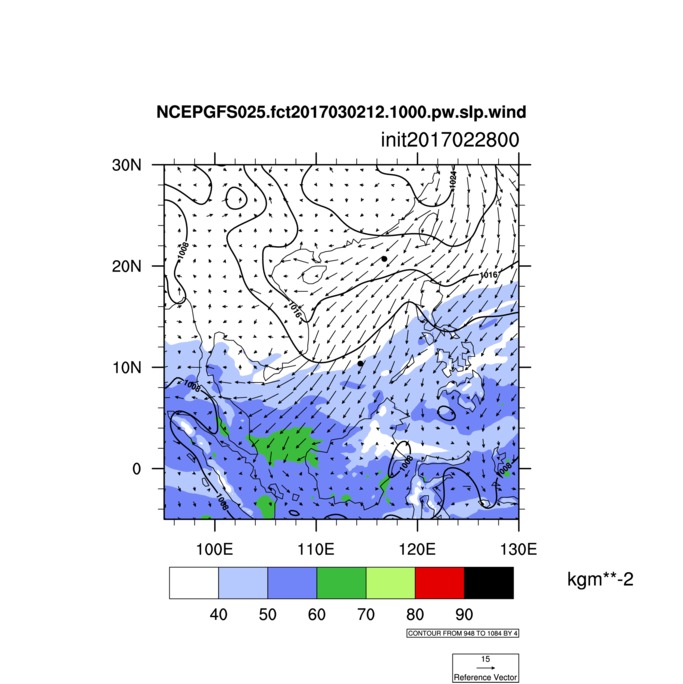 NCEPGFS025.fct2017030212.1000.pw.slp.wind
init2017022800
30N
1024
1008
20N
1016
1016
10N
1008
1008
1008
0
1008
100E 110E 120E 130E
kgm**-2
40 50 60 70 80 90
CONTOUR FROM 948 TO 1084 BY 4
15
Reference Vector